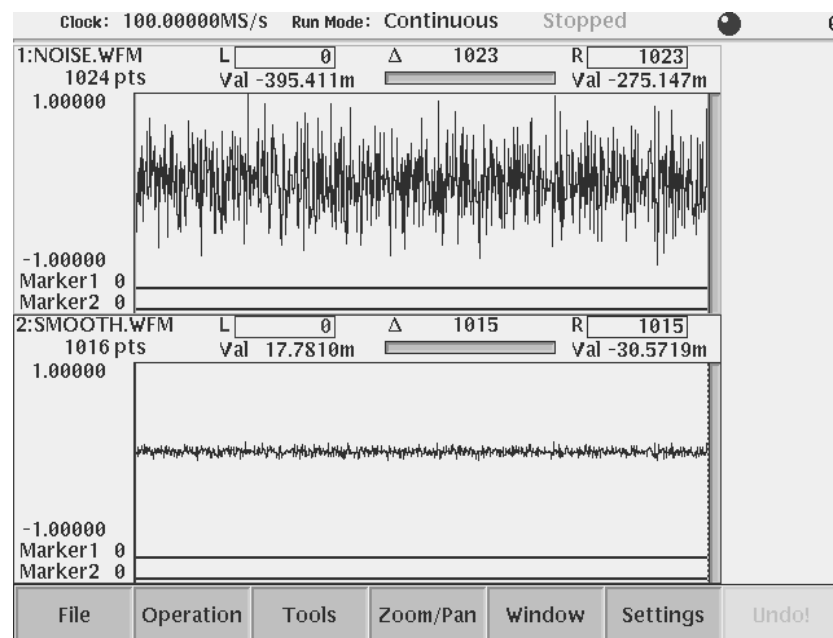 Clock: 100.00000MS/s Run Mode: Continuous Stopped
1:NOISE.WFM L 0 Δ 1023 R 1023
1024 pts Val -395.411m Val -275.147m
1.00000
-1.00000
Marker1 0
Marker2 0
2:SMOOTH.WFM L 0 Δ 1015 R 1015
1016 pts Val 17.7810m Val -30.5719m
1.00000
-1.00000
Marker1 0
Marker2 0
File Operation Tools Zoom/Pan Window Settings Undo!